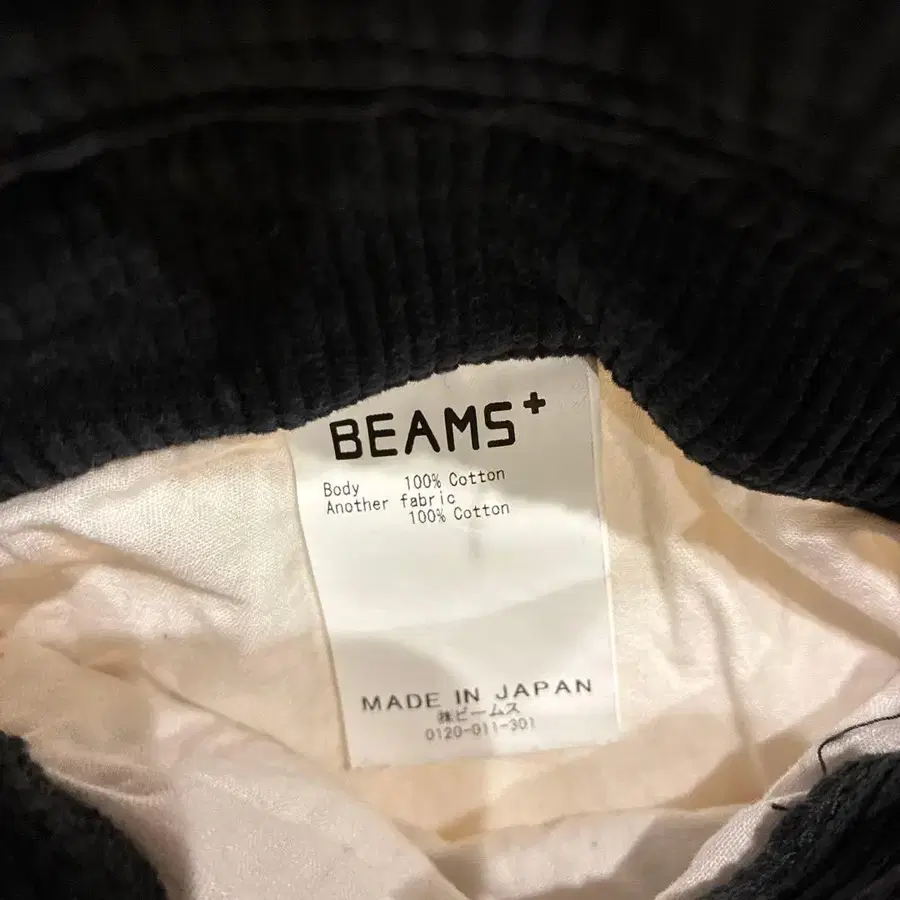 BEAMS+
Body 100% Cotton
Another fabric
100% Cotton
MADE IN JAPAN
㈱ビームス
0120-011-301